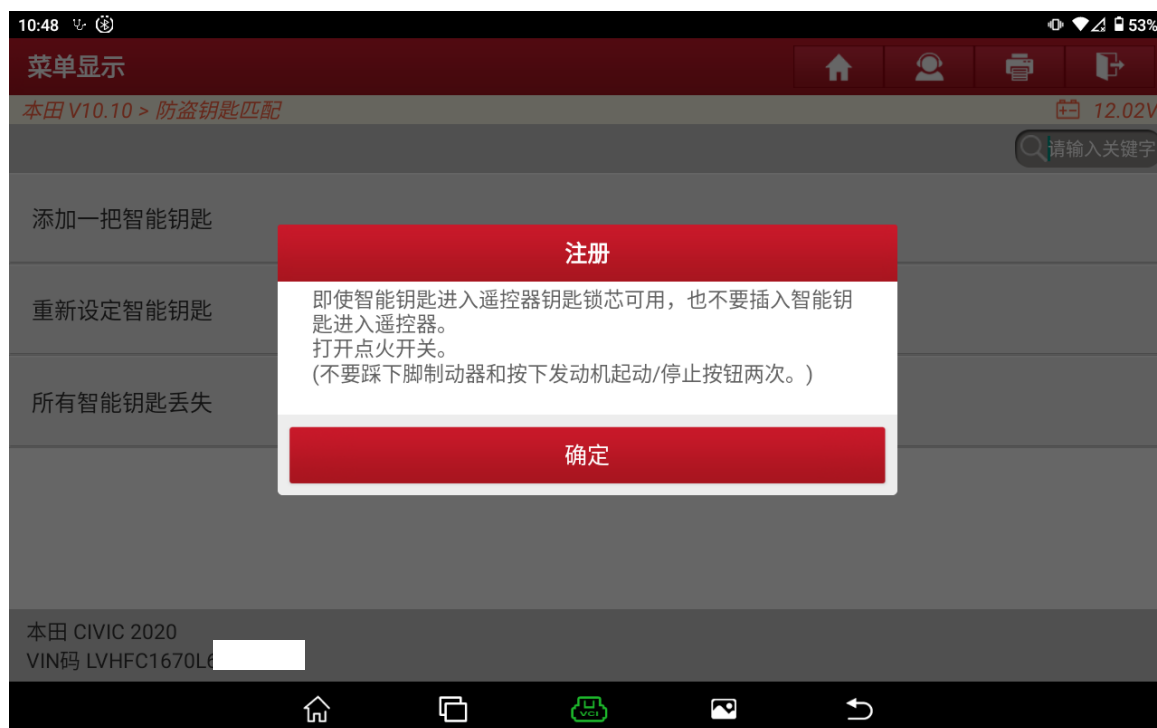 10:48
53%
菜单显示
本田 V10.10 > 防盗钥匙匹配
12.02V
请输入关键字
添加一把智能钥匙
重新设定智能钥匙
所有智能钥匙丢失
注册
即使智能钥匙进入遥控器钥匙锁芯可用，也不要插入智能钥
匙进入遥控器。
打开点火开关。
(不要踩下脚制动器和按下发动机起动/停止按钮两次。)
确定
本田 CIVIC 2020
VIN码 LVHFC1670L6
VCI